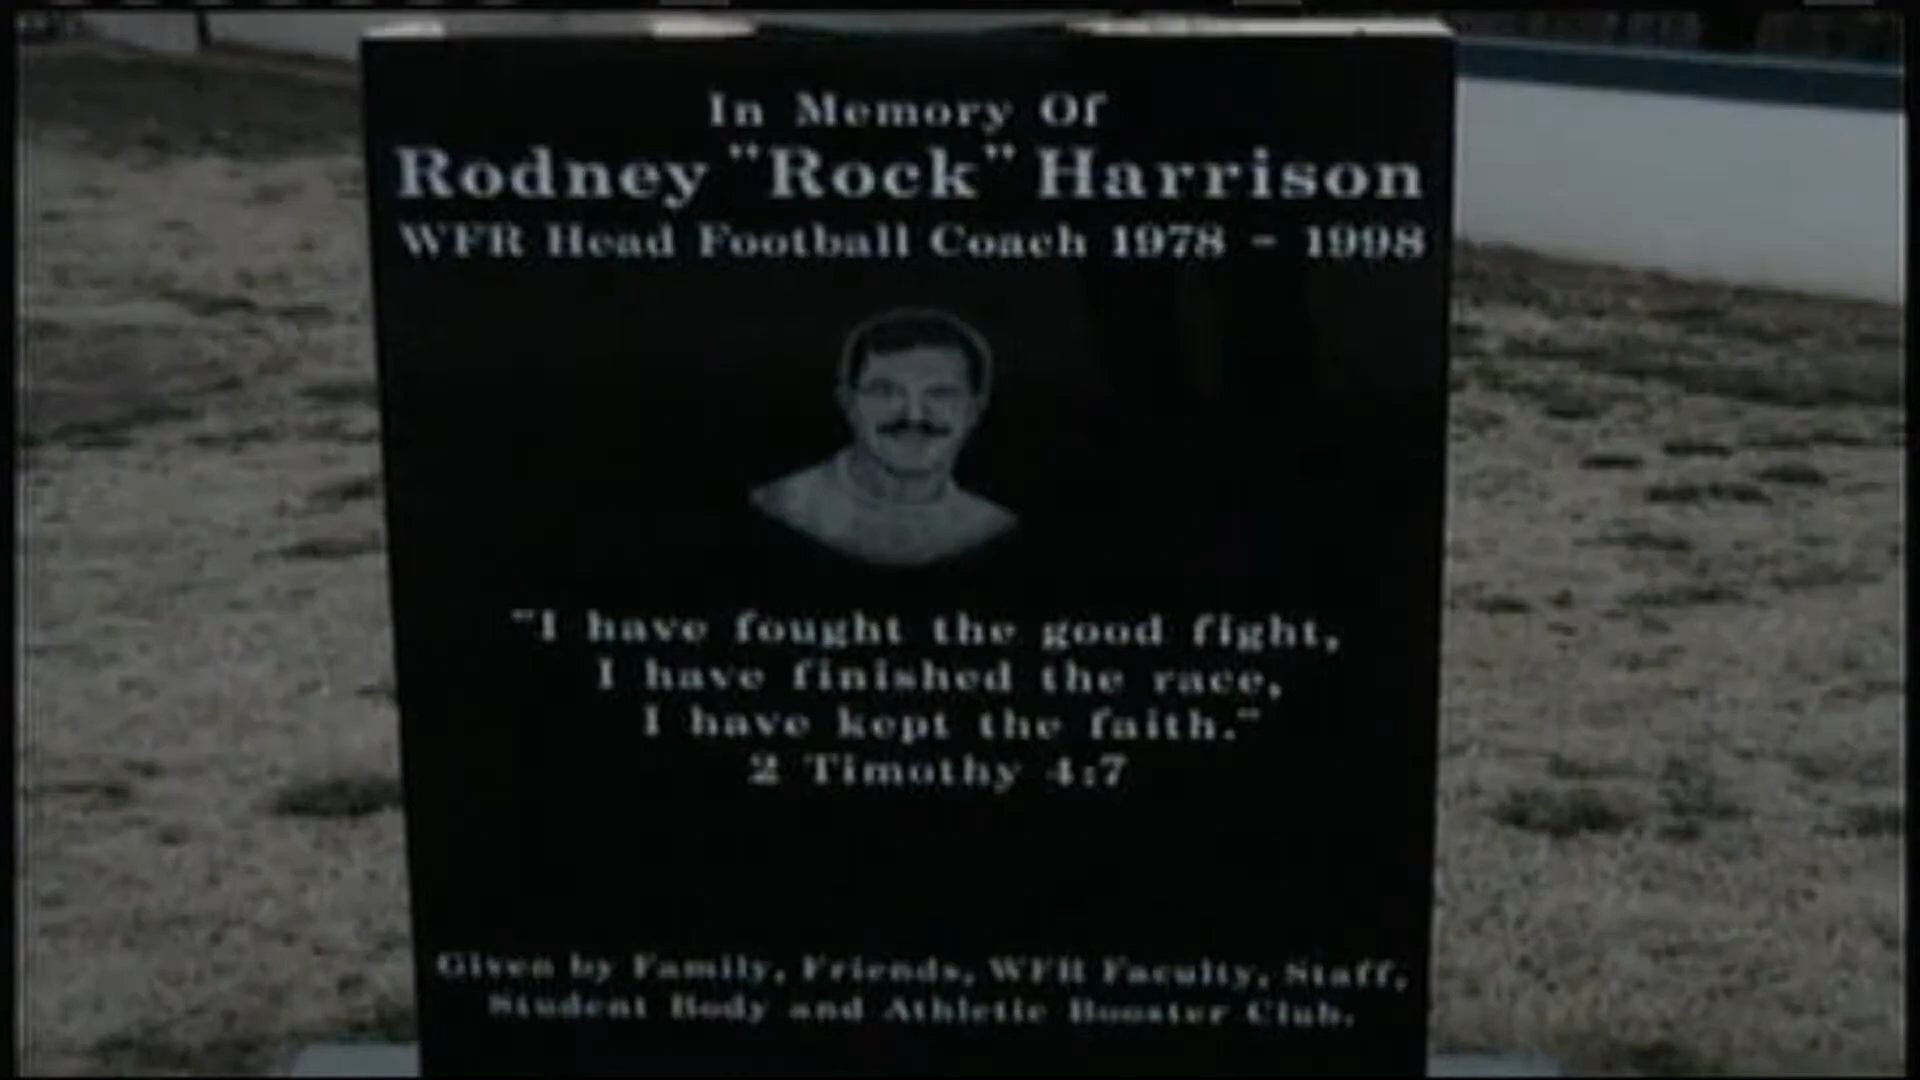 In Memory Of
Rodney "Rock" Harrison
WFR Head Football Coach 1978 - 1998
"I have fought the good fight,
I have finished the race,
I have kept the faith."
2 Timothy 4:7
Given by Family, Friends, WFR Faculty, Staff,
Student Body and Athletic Booster Club.